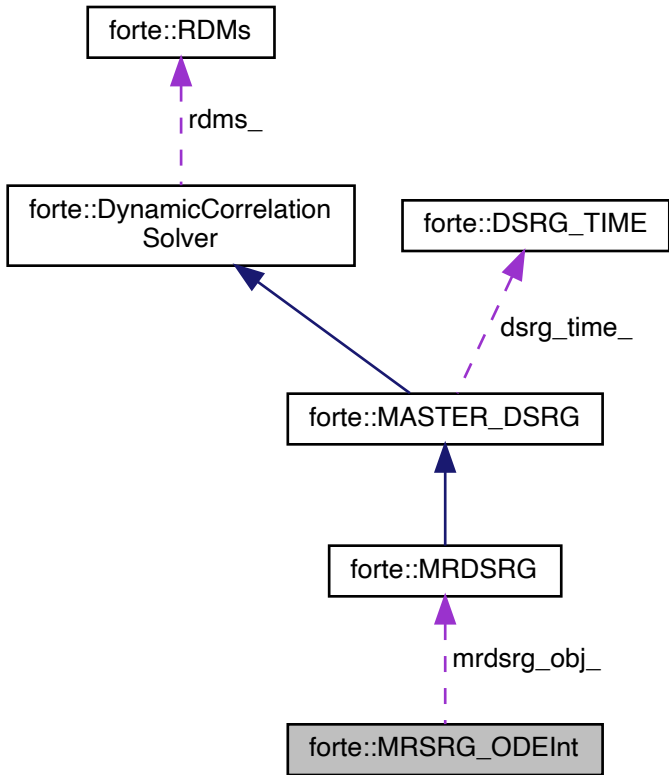 forte::RDMs
rdms_
forte::DynamicCorrelation
Solver
forte::DSRG_TIME
dsrg_time_
forte::MASTER_DSRG
forte::MRDSRG
mrdsrg_obj_
forte::MRSRG_ODEInt